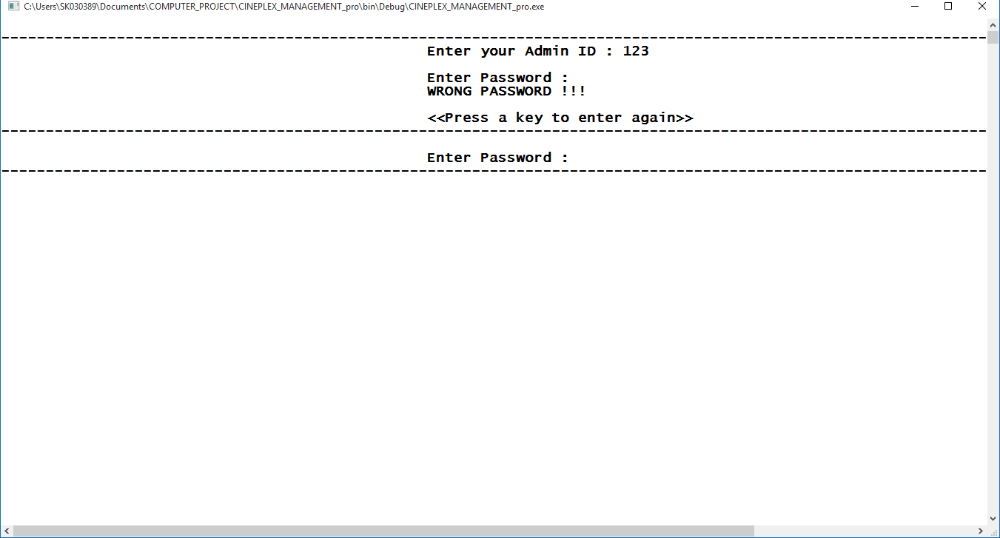 C:\Users\SK030389\Documents\COMPUTER_PROJECT\CINEPLEX_MANAGEMENT_pro\bin\Debug\CINEPLEX_MANAGEMENT_pro.exe
---------------------------------------------------------------------------------------------------------------
Enter your Admin ID : 123
Enter Password :
WRONG PASSWORD !!!
<<Press a key to enter again>>
---------------------------------------------------------------------------------------------------------------
Enter Password :
---------------------------------------------------------------------------------------------------------------